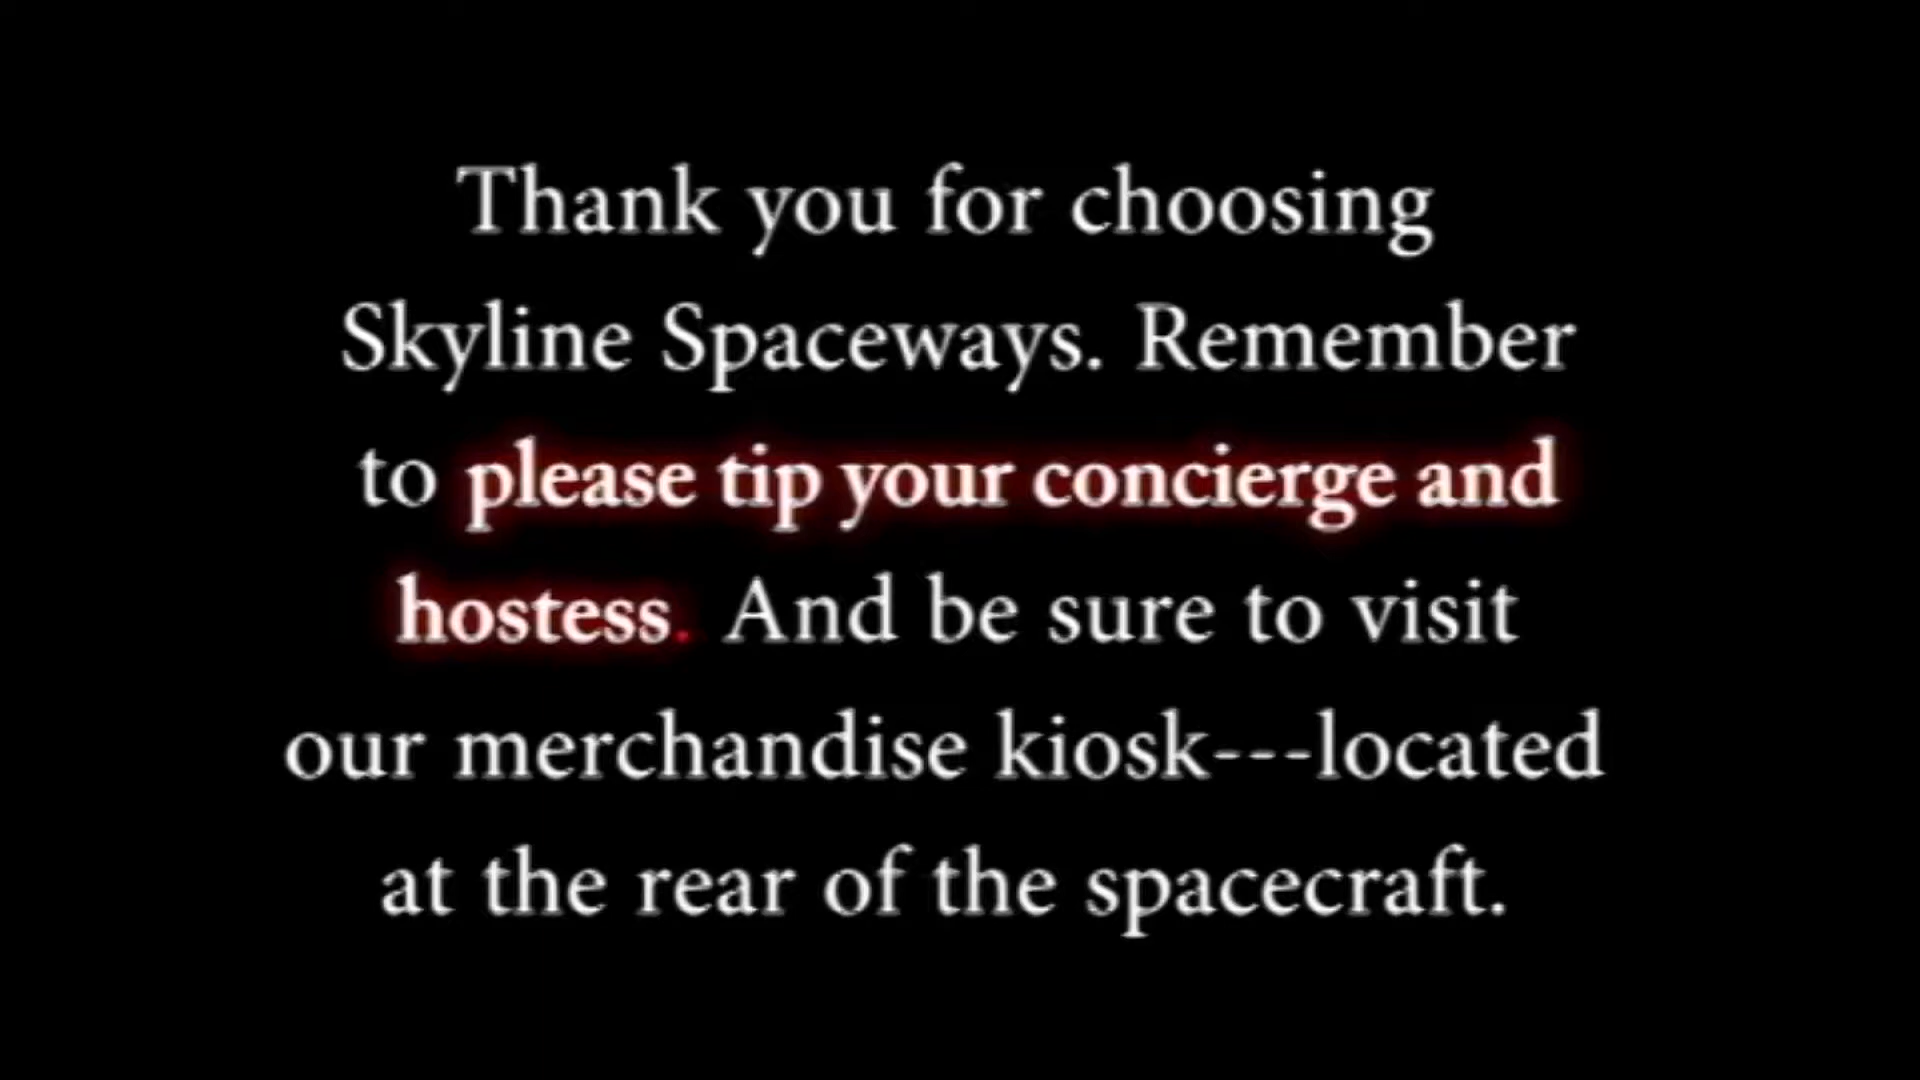 Thank you for choosing
Skyline Spaceways. Remember
to please tip your concierge and
hostess. And be sure to visit
our merchandise kiosk---located
at the rear of the spacecraft.